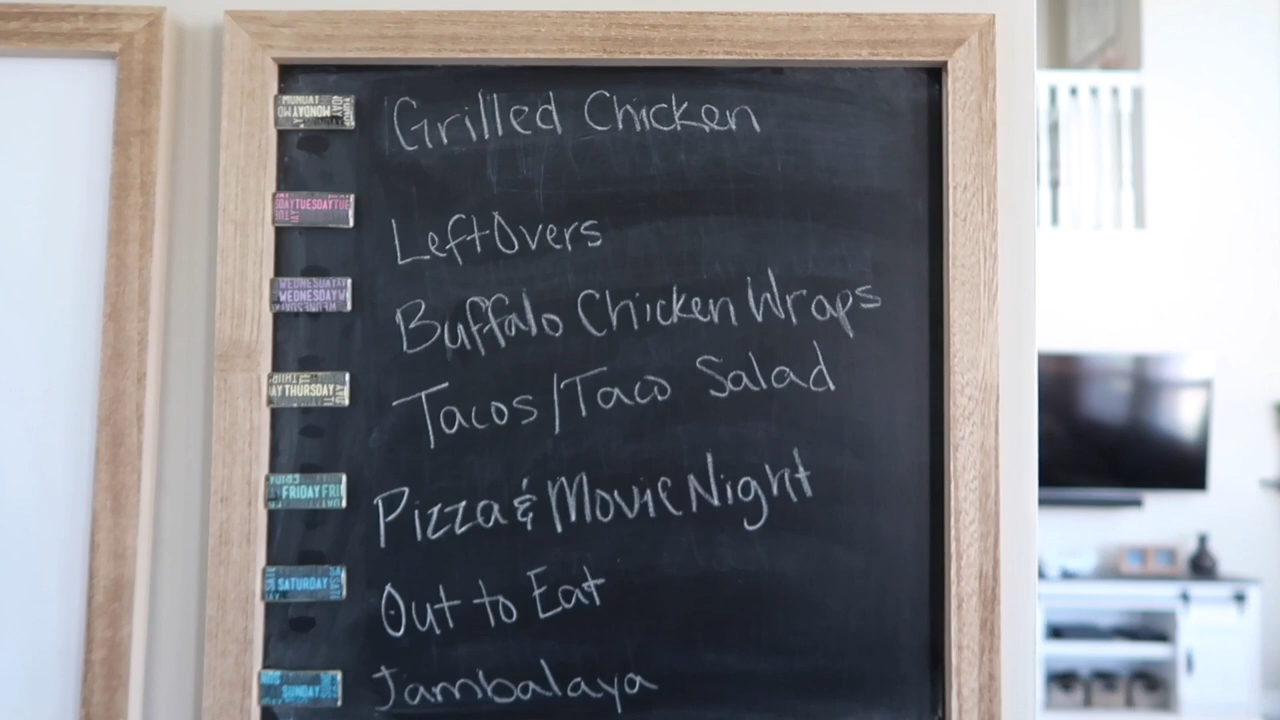 MONDAY
Grilled Chicken
TUESDAY
LeftOvers
WEDNESDAY
Buffalo Chicken Wraps
THURSDAY
Tacos/Taco Salad
FRIDAY FRI
Pizza & Movie Night
SATURDAY
Out to Eat
SUNDAY
Jambalaya